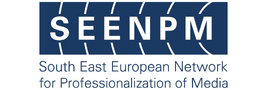 SEENPM
South East European Network
for Professionalization of Media